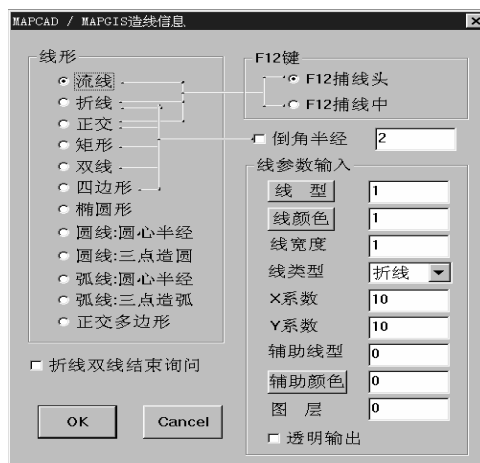 MAPCAD / MAPGIS造线信息
线形
流线
折线
正交
矩形
双线
四边形
椭圆形
圆线:圆心半经
圆线:三点造圆
弧线:圆心半经
弧线:三点造弧
正交多边形
折线双线结束询问
OK
Cancel
F12键
F12捕线头
F12捕线中
倒角半经 2
线参数输入
线 型 1
线颜色 1
线宽度 1
线类型 折线
X系数 10
Y系数 10
辅助线型 0
辅助颜色 0
图 层 0
透明输出